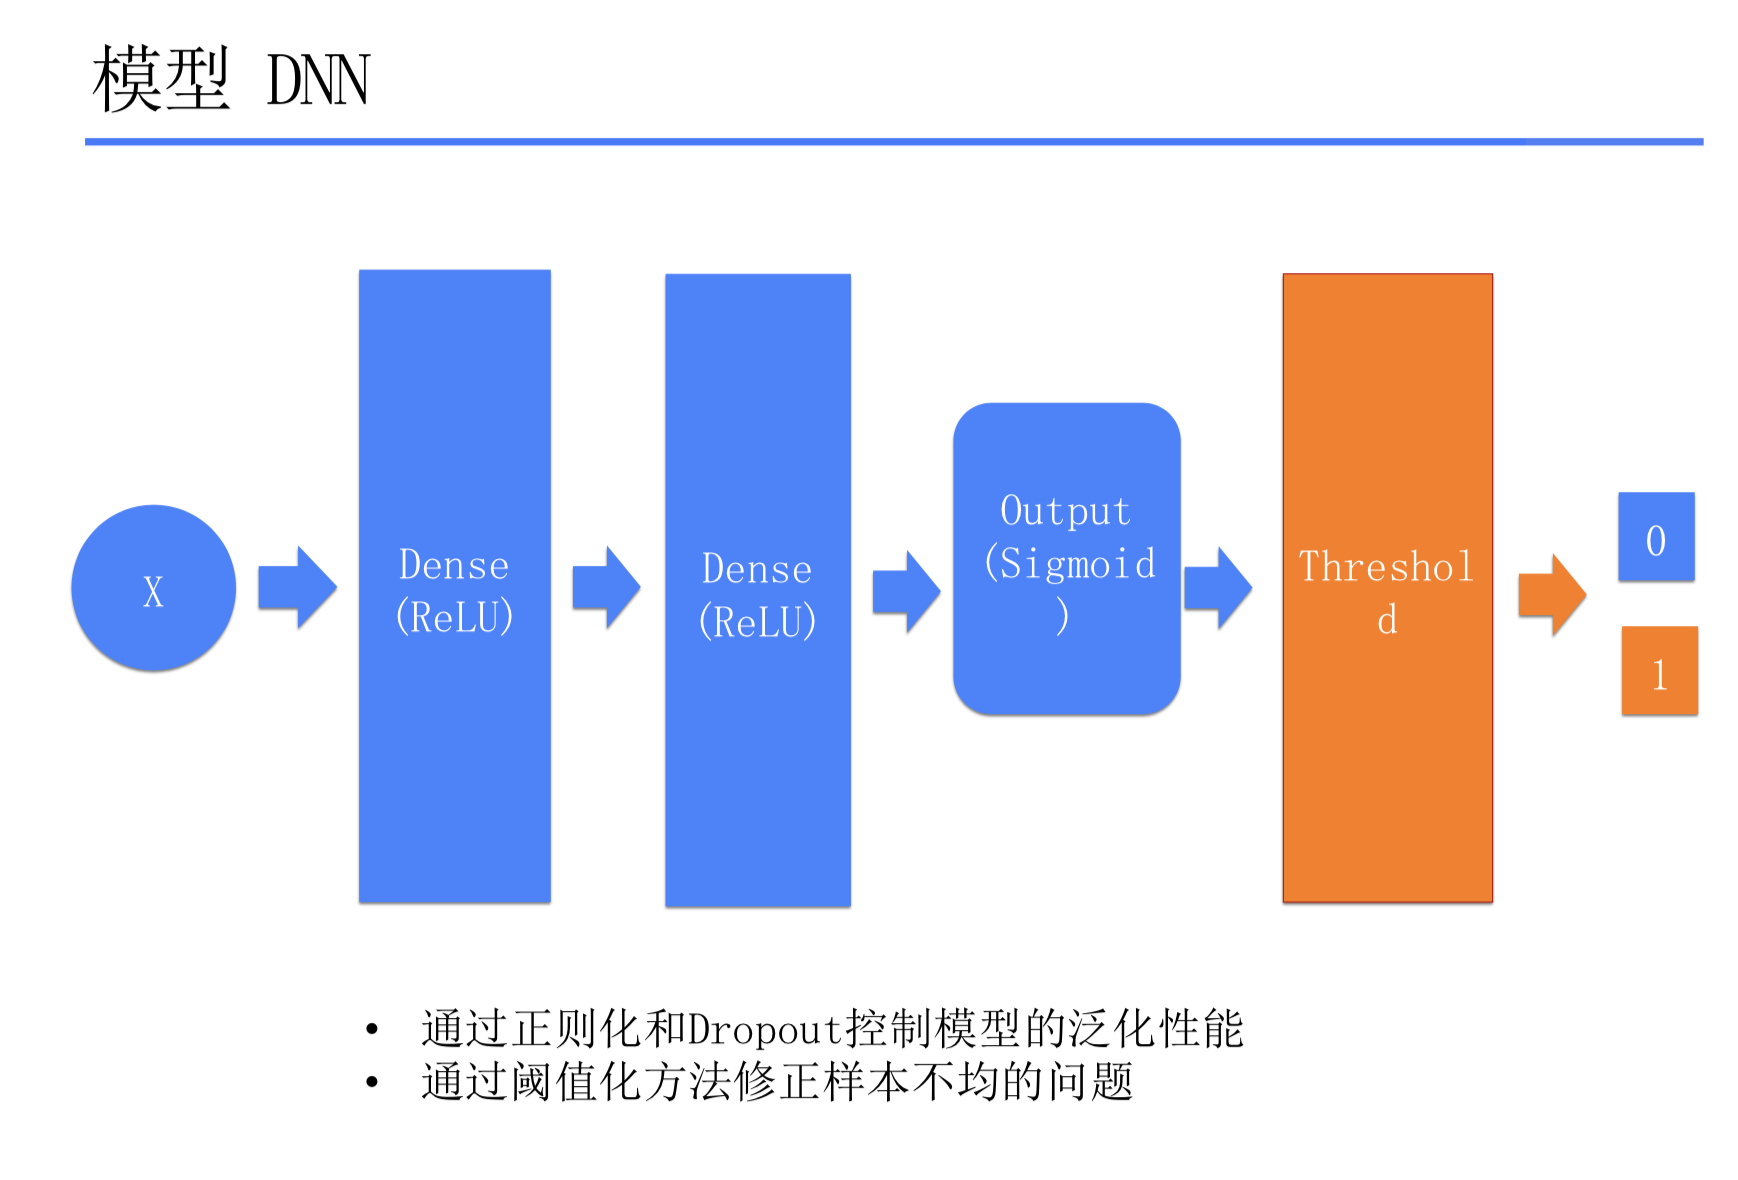 模型 DNN
X
Dense
(ReLU)
Dense
(ReLU)
Output
(Sigmoid
)
Threshol
d
0
1
• 通过正则化和Dropout控制模型的泛化性能
• 通过阈值化方法修正样本不均的问题